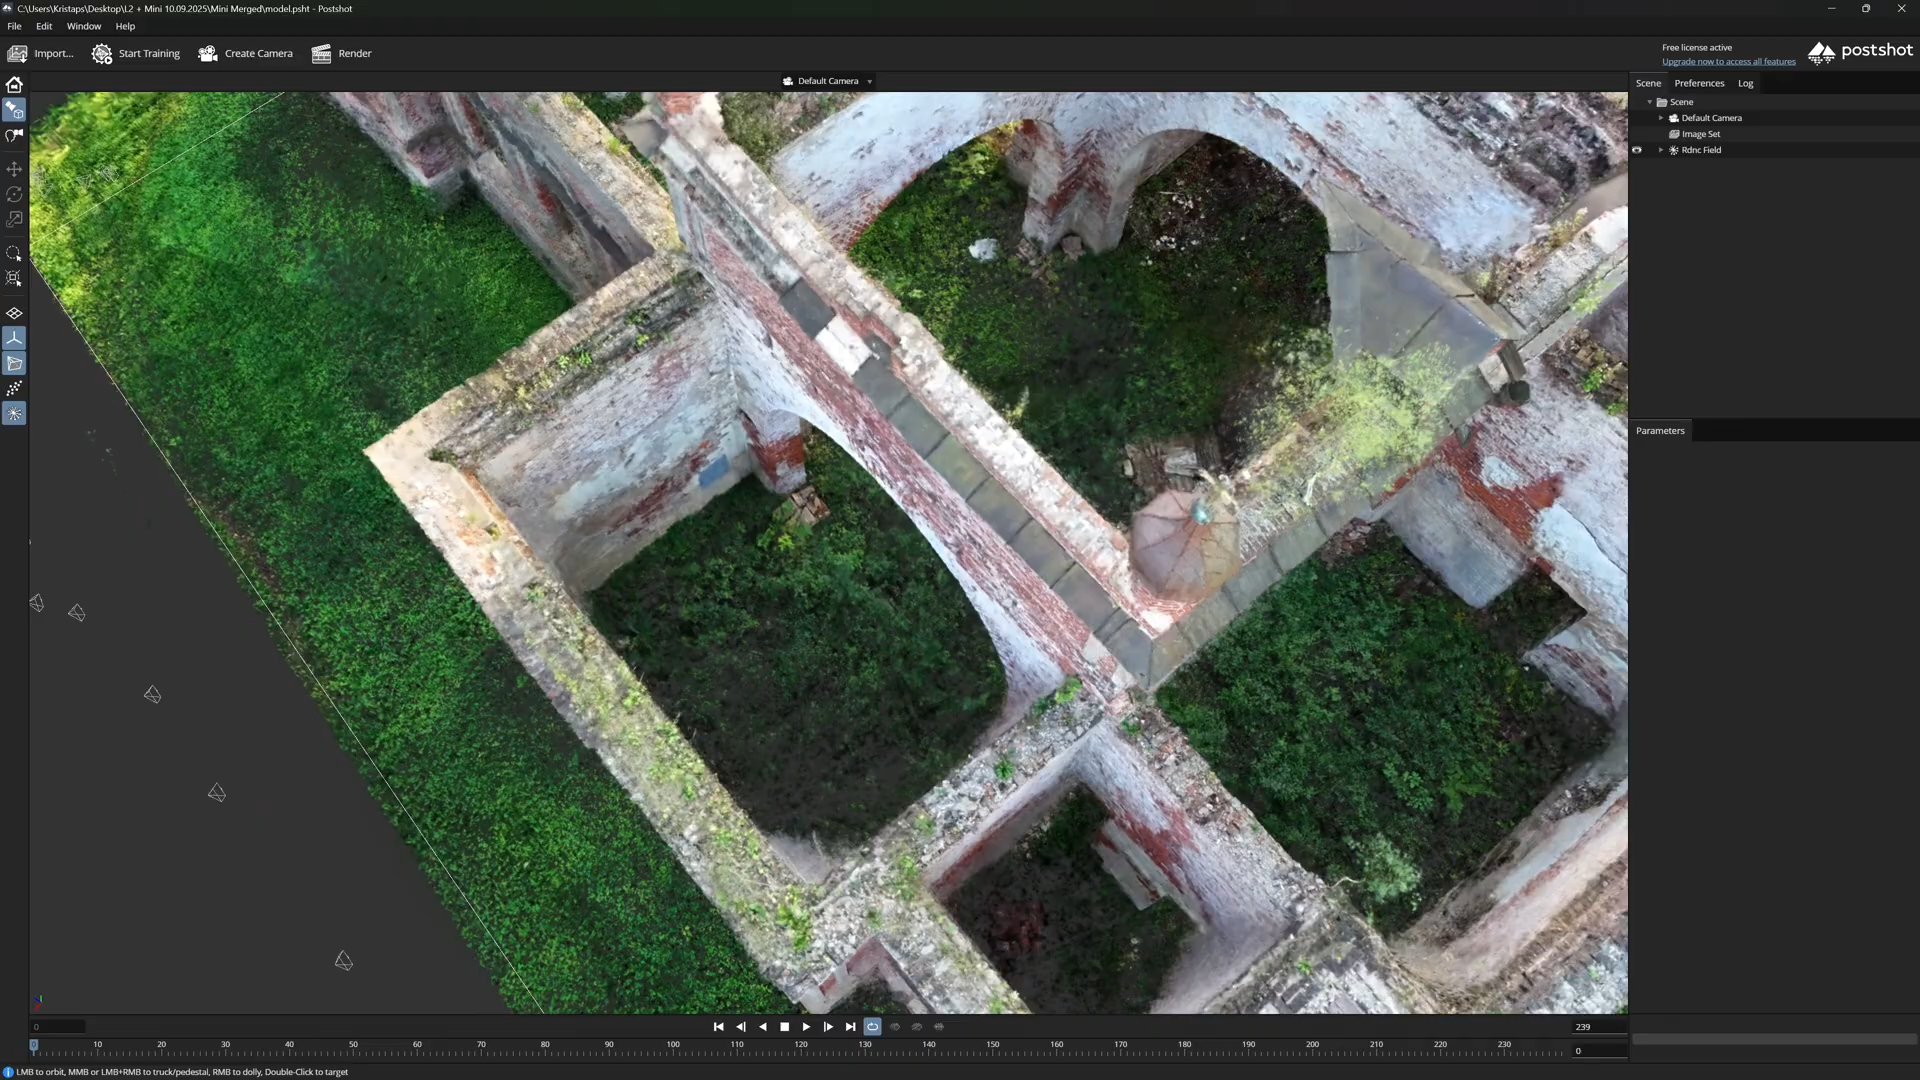 C:\Users\Kristaps\Desktop\L2 + Mini 10.09.2025\Mini Merged\model.psht - Postshot
File Edit Window Help
Import... Start Training Create Camera Render
Free license active
Upgrade now to access all features
postshot
Default Camera
Scene Preferences Log
Scene
Default Camera
Image Set
Rdnc Field
Parameters
0
239
10 20 30 40 50 60 70 80 90 100 110 120 130 140 150 160 170 180 190 200 210 220 230
0
LMB to orbit, MMB or LMB+RMB to truck/pedestal, RMB to dolly, Double-Click to target